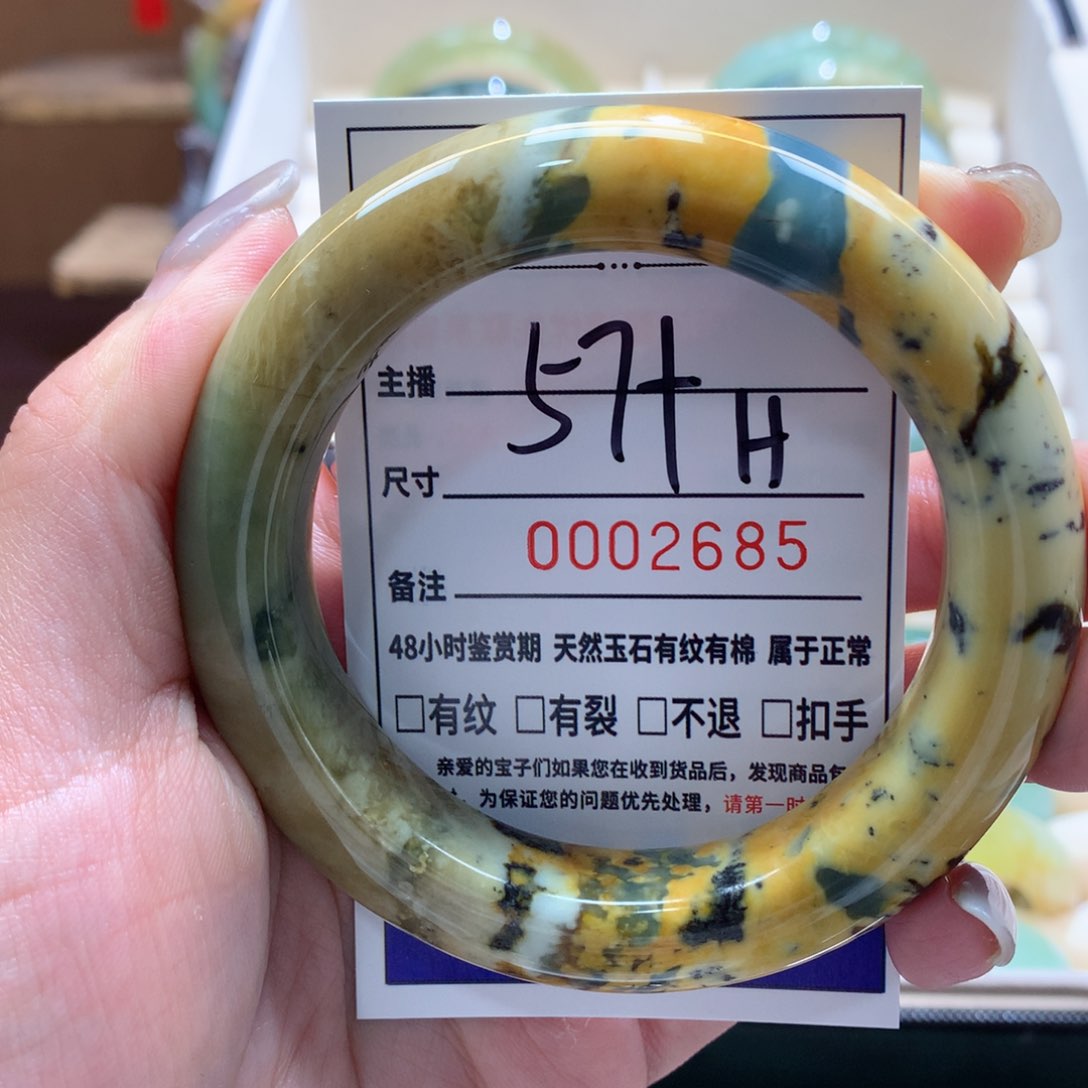 57+
主播
H
尺寸
0002685
备注
48小时鉴赏期 天然玉石有纹有棉 属于正常
□有纹 □有裂 □不退 □扣手
亲爱的宝子们如果您在收到货品后，发现商品
为保证您的问题优先处理，请第一时